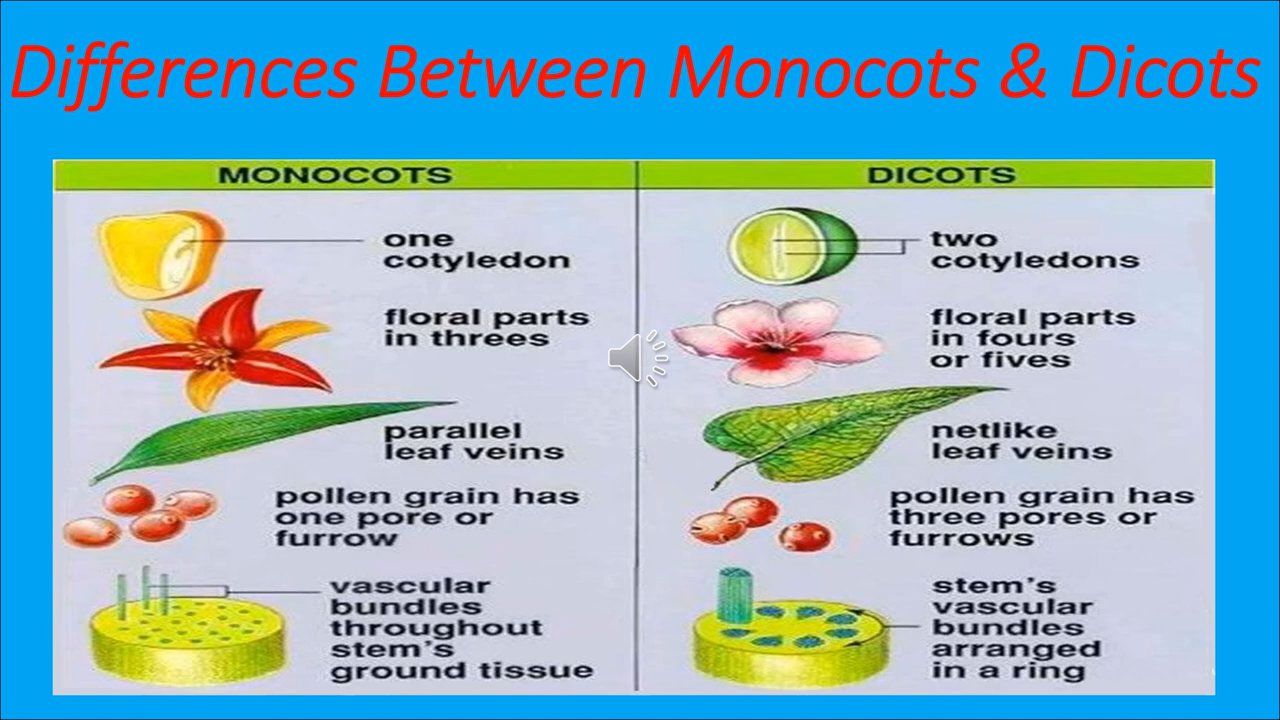 Differences Between Monocots & Dicots
MONOCOTS
one
cotyledon
floral parts
in threes
parallel
leaf veins
pollen grain has
one pore or
furrow
vascular
bundles
throughout
stem's
ground tissue
DICOTS
two
cotyledons
floral parts
in fours
or fives
netlike
leaf veins
pollen grain has
three pores or
furrows
stem's
vascular
bundles
arranged
in a ring